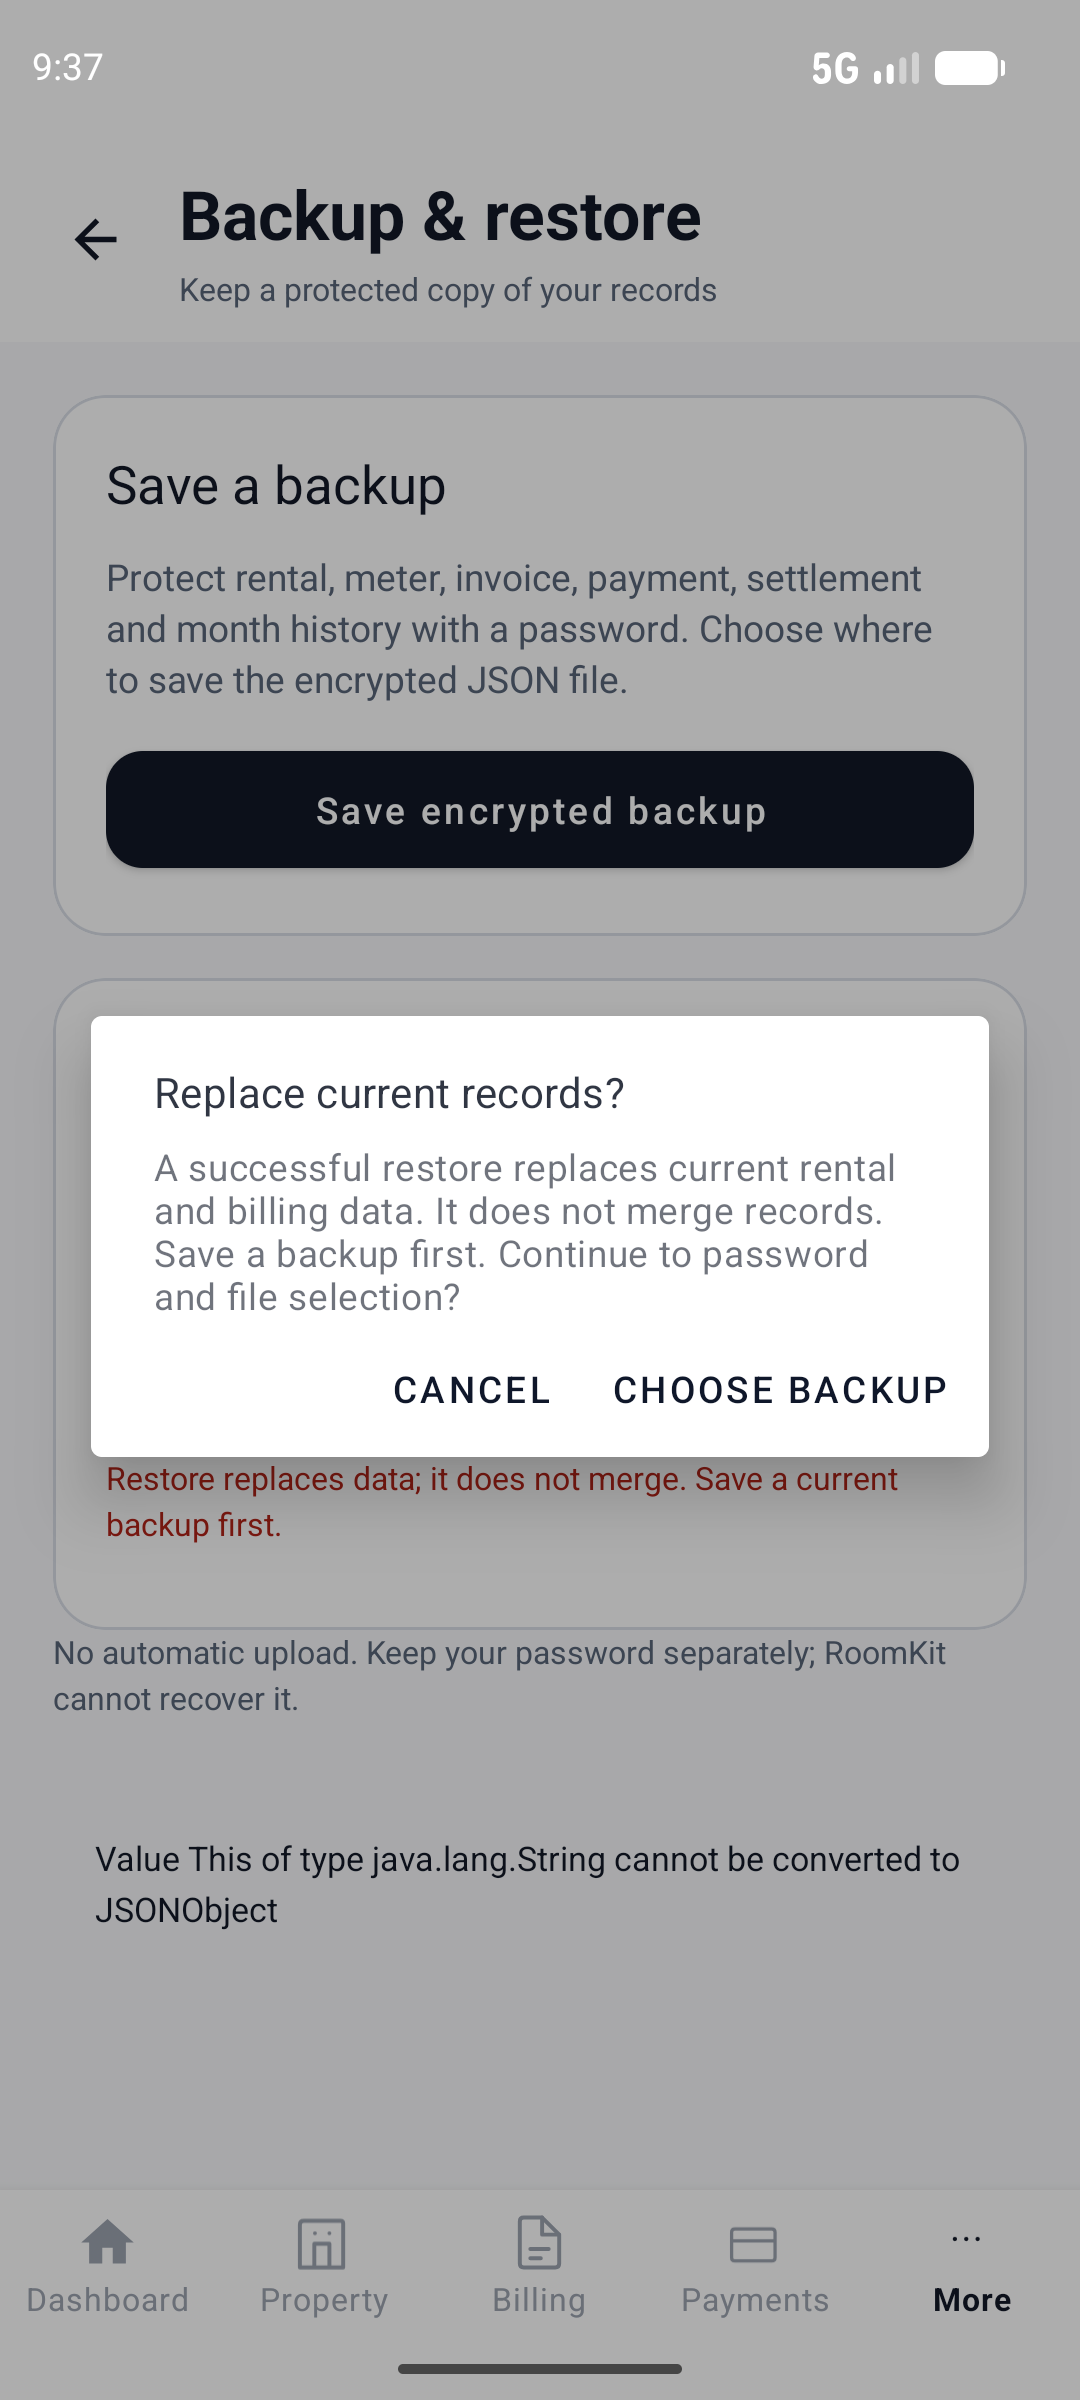 9:37
5G
Backup & restore
Keep a protected copy of your records
Save a backup
Protect rental, meter, invoice, payment, settlement
and month history with a password. Choose where
to save the encrypted JSON file.
Save encrypted backup
Replace current records?
A successful restore replaces current rental
and billing data. It does not merge records.
Save a backup first. Continue to password
and file selection?
CANCEL
CHOOSE BACKUP
Restore replaces data; it does not merge. Save a current
backup first.
No automatic upload. Keep your password separately; RoomKit
cannot recover it.
Value This of type java.lang.String cannot be converted to
JSONObject
Dashboard
Property
Billing
Payments
More